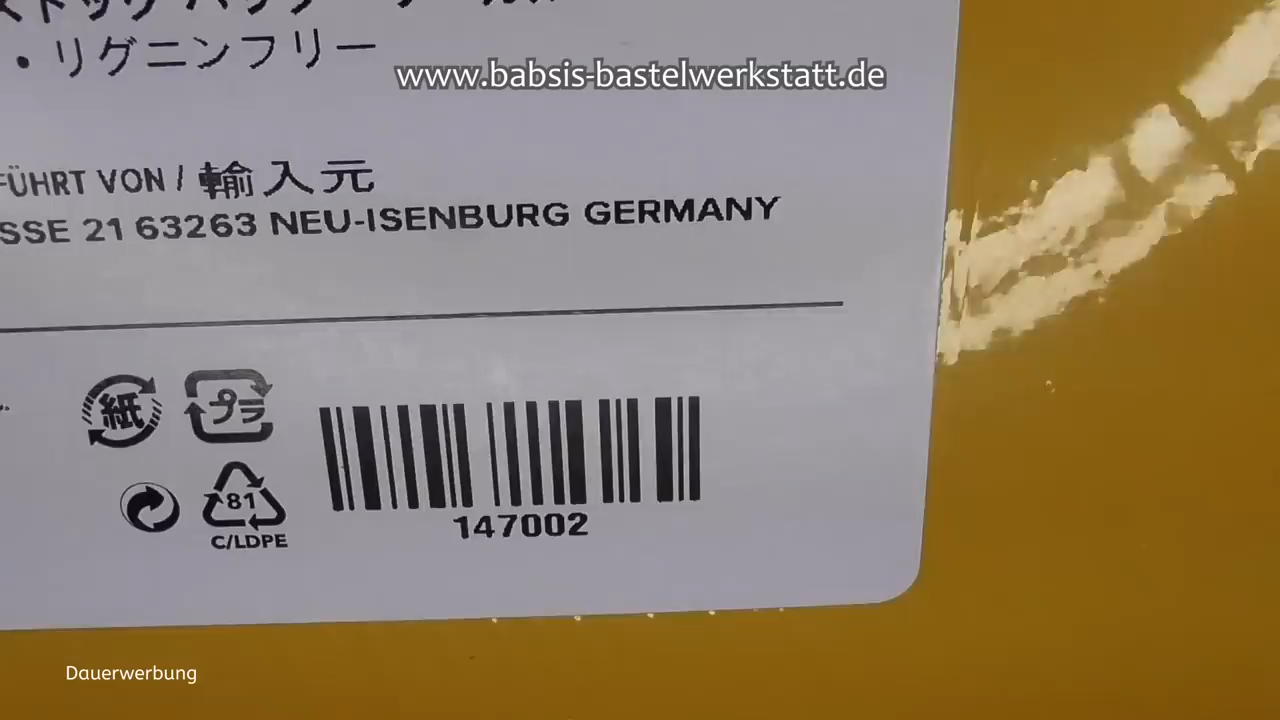 ・リグニンフリー
www.babsis-bastelwerkstatt.de
FÜHRT VON / 輸入元
SSE 21 63263 NEU-ISENBURG GERMANY
紙 プラ
81
C/LDPE
147002
Dauerwerbung